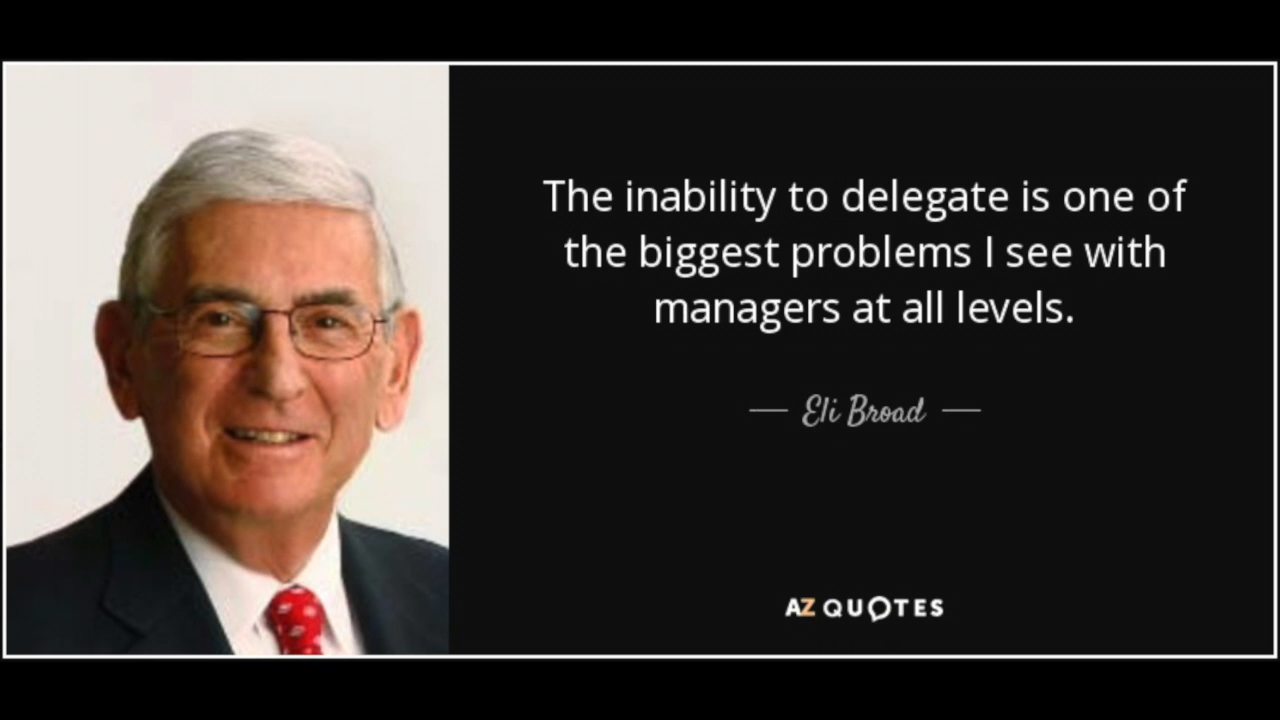 The inability to delegate is one of
the biggest problems I see with
managers at all levels.
— Eli Broad —
AZ QUOTES